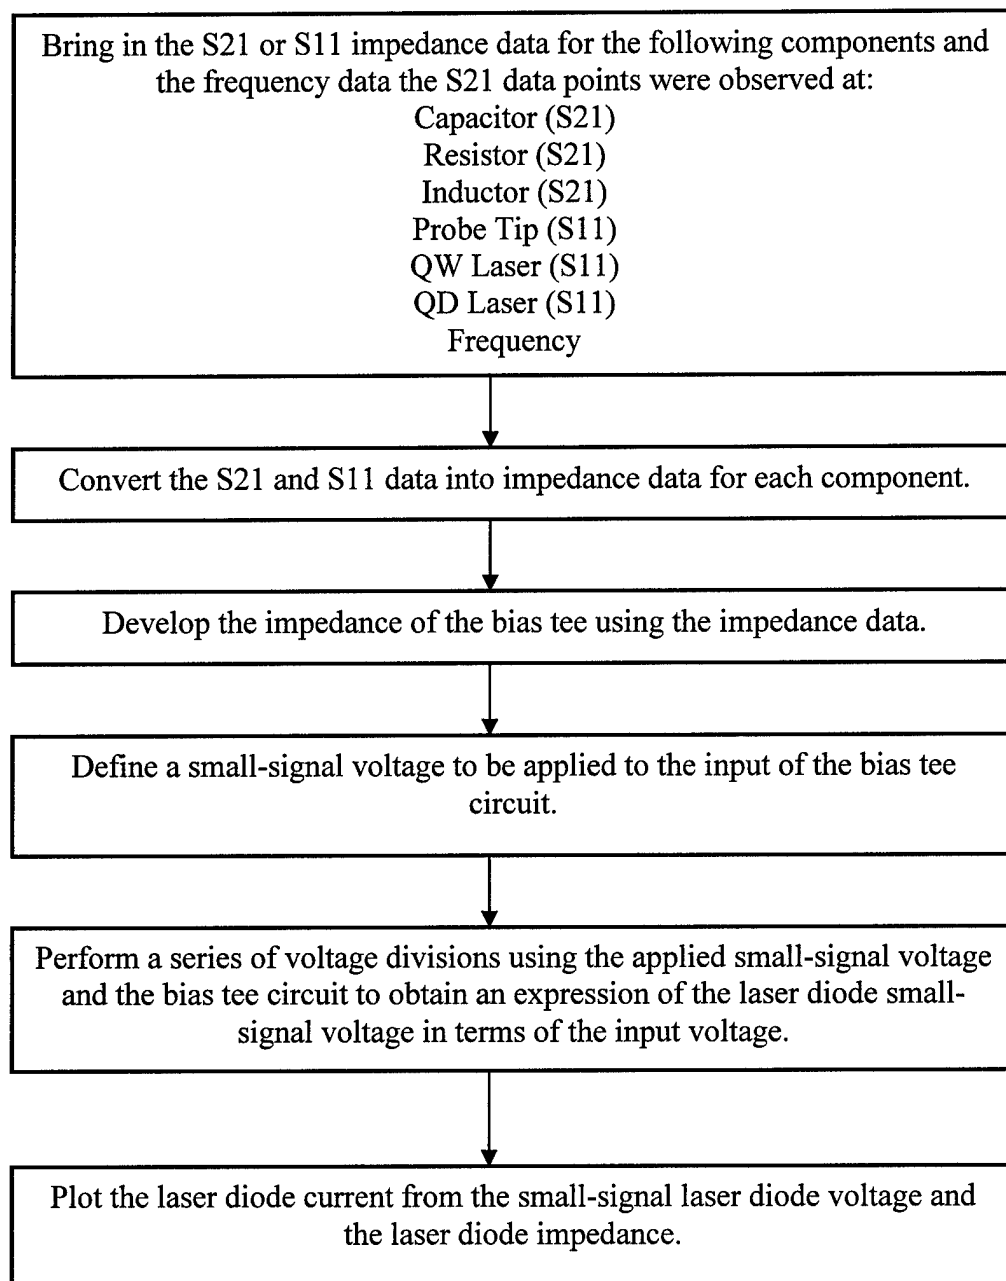 Bring in the S21 or S11 impedance data for the following components and
the frequency data the S21 data points were observed at:
Capacitor (S21)
Resistor (S21)
Inductor (S21)
Probe Tip (S11)
QW Laser (S11)
QD Laser (S11)
Frequency
Convert the S21 and S11 data into impedance data for each component.
Develop the impedance of the bias tee using the impedance data.
Define a small-signal voltage to be applied to the input of the bias tee
circuit.
Perform a series of voltage divisions using the applied small-signal voltage
and the bias tee circuit to obtain an expression of the laser diode small-
signal voltage in terms of the input voltage.
Plot the laser diode current from the small-signal laser diode voltage and
the laser diode impedance.